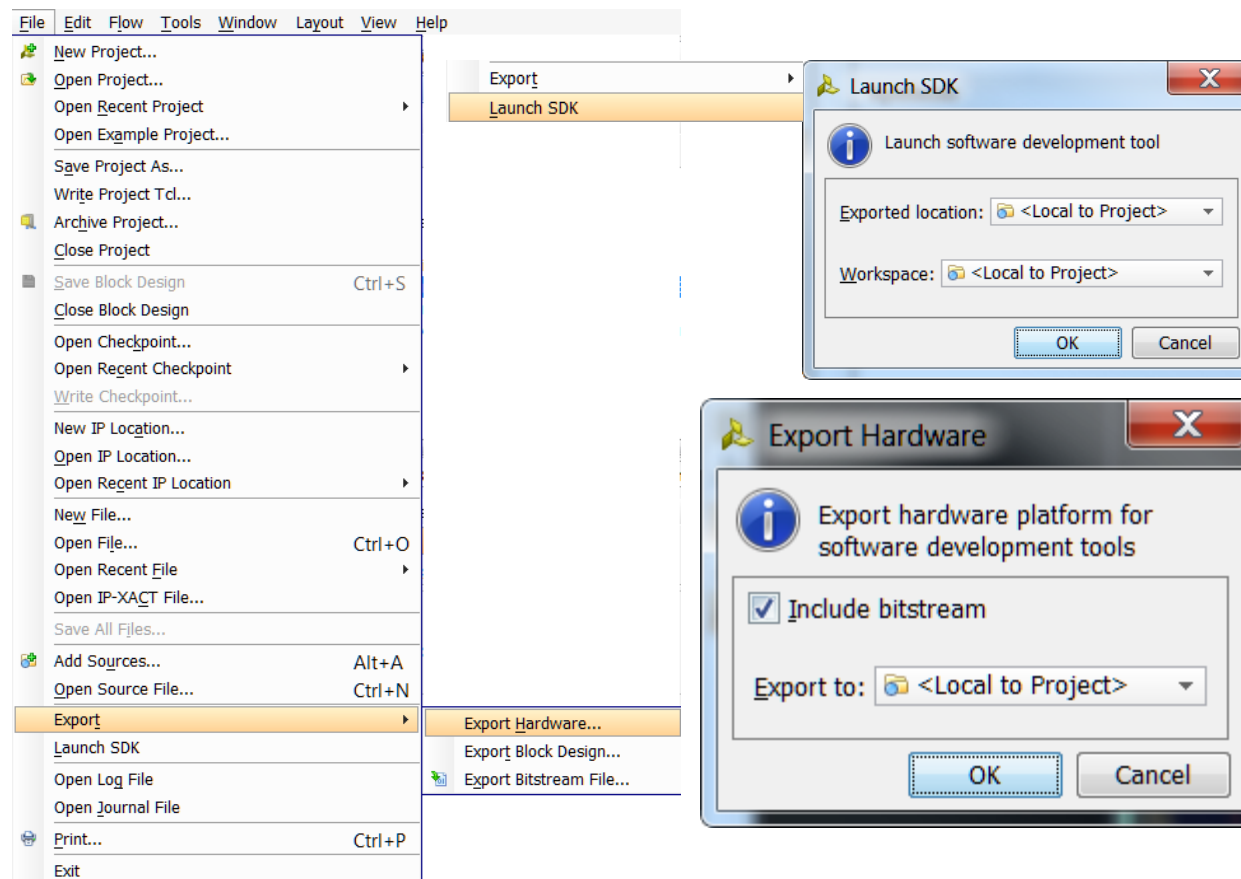 File Edit Flow Tools Window Layout View Help
New Project...
Open Project...
Open Recent Project
Open Example Project...
Save Project As...
Write Project Tcl...
Archive Project...
Close Project
Save Block Design Ctrl+S
Close Block Design
Open Checkpoint...
Open Recent Checkpoint
Write Checkpoint...
New IP Location...
Open IP Location...
Open Recent IP Location
New File...
Open File... Ctrl+O
Open Recent File
Open IP-XACT File...
Save All Files...
Add Sources... Alt+A
Open Source File... Ctrl+N
Export
Launch SDK
Open Log File
Open Journal File
Print... Ctrl+P
Exit
Export Hardware...
Export Block Design...
Export Bitstream File...
Export
Launch SDK
Launch SDK
Launch software development tool
Exported location: <Local to Project>
Workspace: <Local to Project>
OK Cancel
Export Hardware
Export hardware platform for
software development tools
Include bitstream
Export to: <Local to Project>
OK Cancel